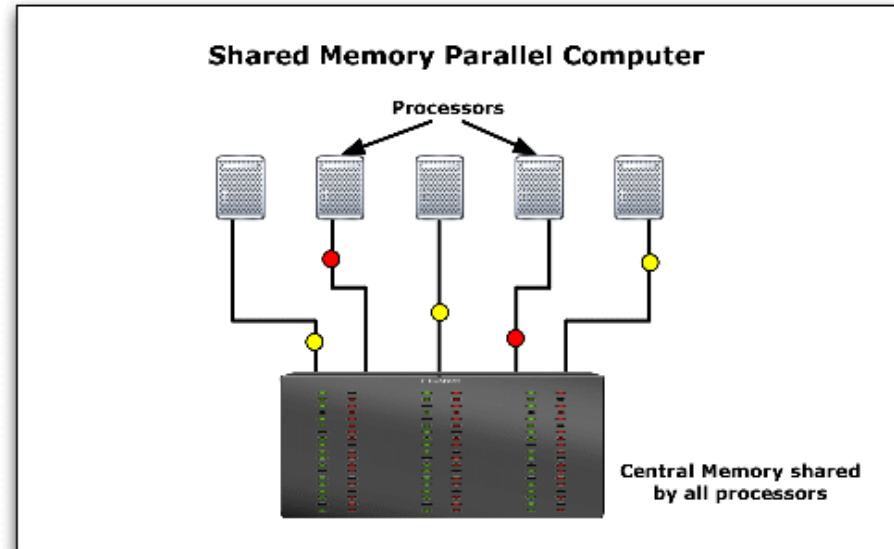 Shared Memory Parallel Computer
Processors
Central Memory shared
by all processors